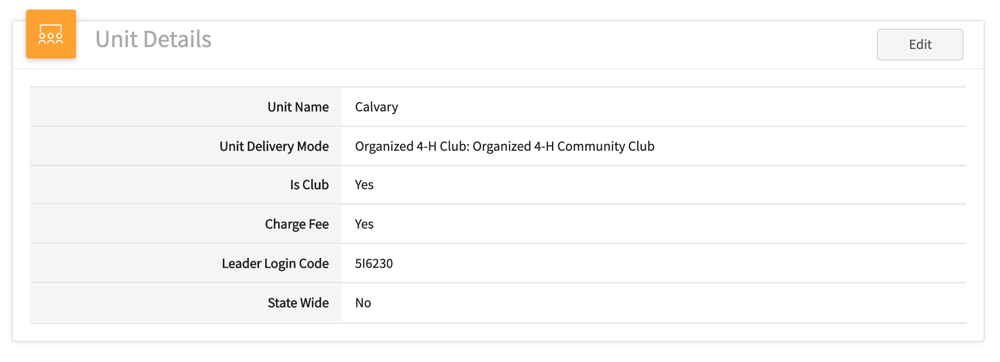 Unit Details
Edit
Unit Name Calvary
Unit Delivery Mode Organized 4-H Club: Organized 4-H Community Club
Is Club Yes
Charge Fee Yes
Leader Login Code 5I6230
State Wide No